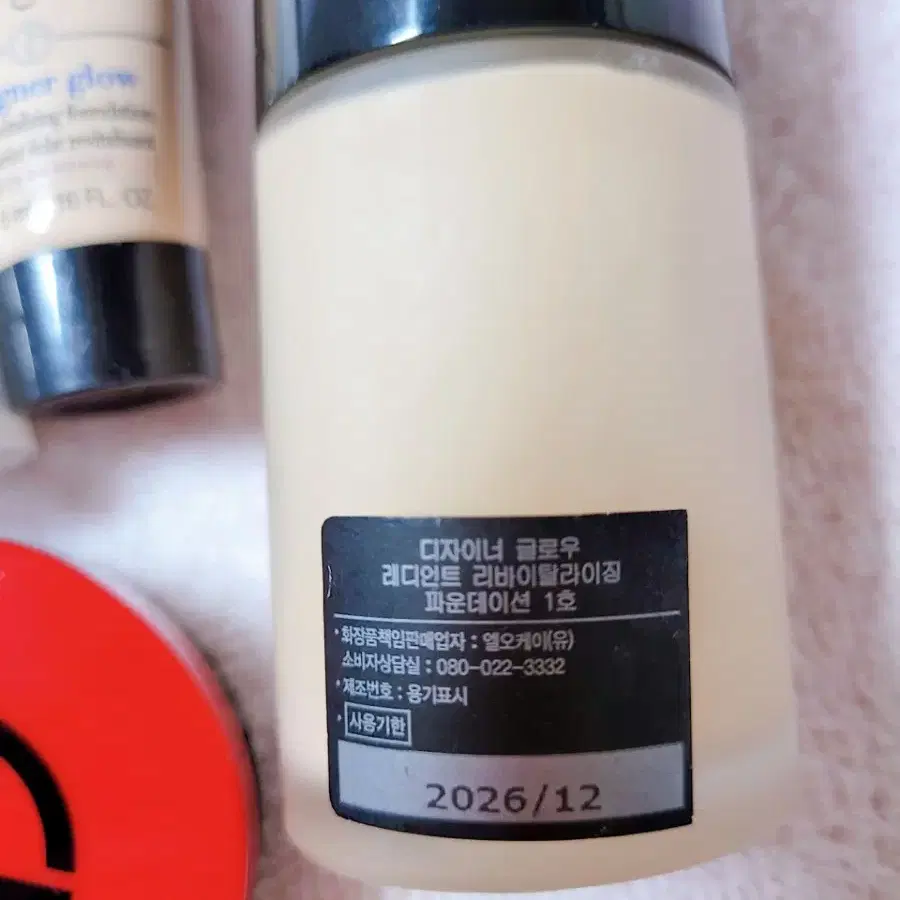 gner glow
FL. OZ
디자이너 글로우
래디언트 리바이탈라이징
파운데이션 1호
• 화장품책임판매업자 : 엘오케이(유)
소비자상담실 : 080-022-3332
• 제조번호 : 용기표시
• 사용기한
2026/12